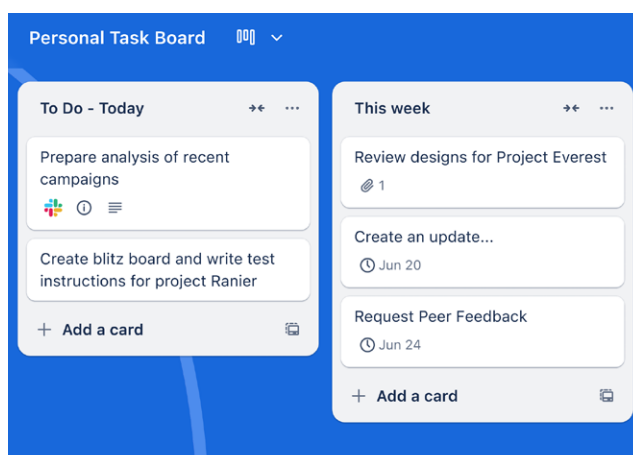 Personal Task Board
To Do - Today
Prepare analysis of recent
campaigns
Create blitz board and write test
instructions for project Ranier
+ Add a card
This week
Review designs for Project Everest
1
Create an update...
Jun 20
Request Peer Feedback
Jun 24
+ Add a card